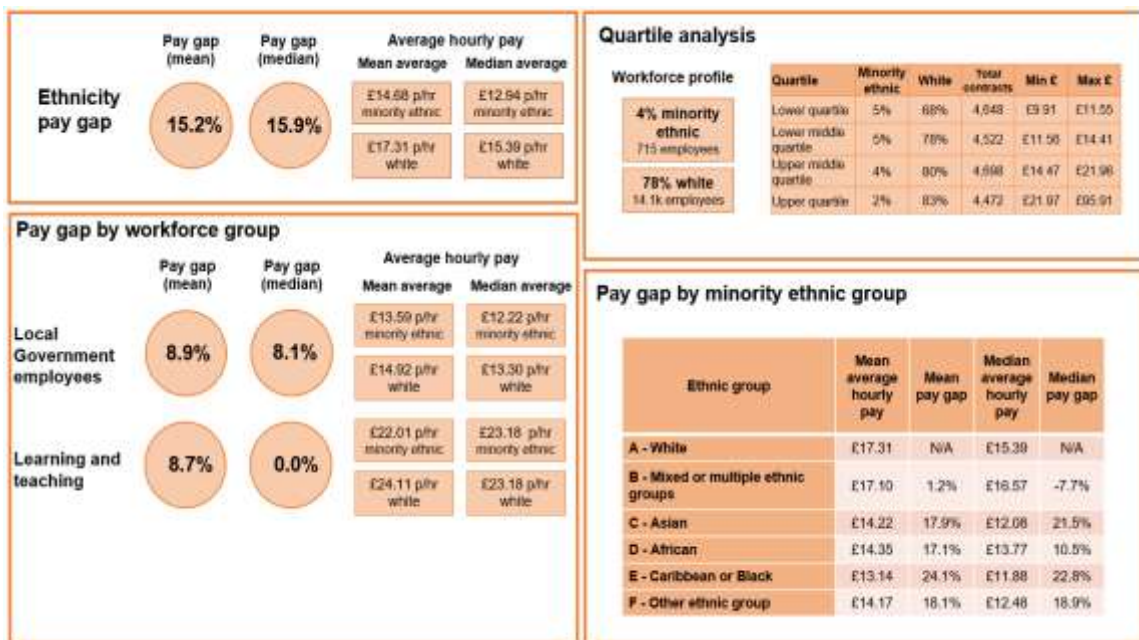 Pay gap (mean)
Pay gap (median)
Average hourly pay
Mean average
Median average
Ethnicity pay gap
15.2%
15.9%
£14.68 p/hr minority ethnic
£12.94 p/hr minority ethnic
£17.31 p/hr white
£15.39 p/hr white
Pay gap by workforce group
Pay gap (mean)
Pay gap (median)
Average hourly pay
Mean average
Median average
Local Government employees
8.9%
8.1%
£13.59 p/hr minority ethnic
£12.22 p/hr minority ethnic
£14.92 p/hr white
£13.30 p/hr white
Learning and teaching
8.7%
0.0%
£22.01 p/hr minority ethnic
£23.18 p/hr minority ethnic
£24.11 p/hr white
£23.18 p/hr white
Quartile analysis
Workforce profile
4% minority ethnic
715 employees
78% white
14.1k employees
Quartile Minority ethnic White Total contracts Min £ Max £
Lower quartile 5% 68% 4,648 £9.91 £11.55
Lower middle quartile 5% 78% 4,522 £11.56 £14.41
Upper middle quartile 4% 80% 4,698 £14.47 £21.96
Upper quartile 2% 83% 4,472 £21.97 £95.91
Pay gap by minority ethnic group
Ethnic group Mean average hourly pay Mean pay gap Median average hourly pay Median pay gap
A - White £17.31 N/A £15.39 N/A
B - Mixed or multiple ethnic groups £17.10 1.2% £16.57 -7.7%
C - Asian £14.22 17.9% £12.08 21.5%
D - African £14.35 17.1% £13.77 10.5%
E - Caribbean or Black £13.14 24.1% £11.88 22.8%
F - Other ethnic group £14.17 18.1% £12.48 18.9%